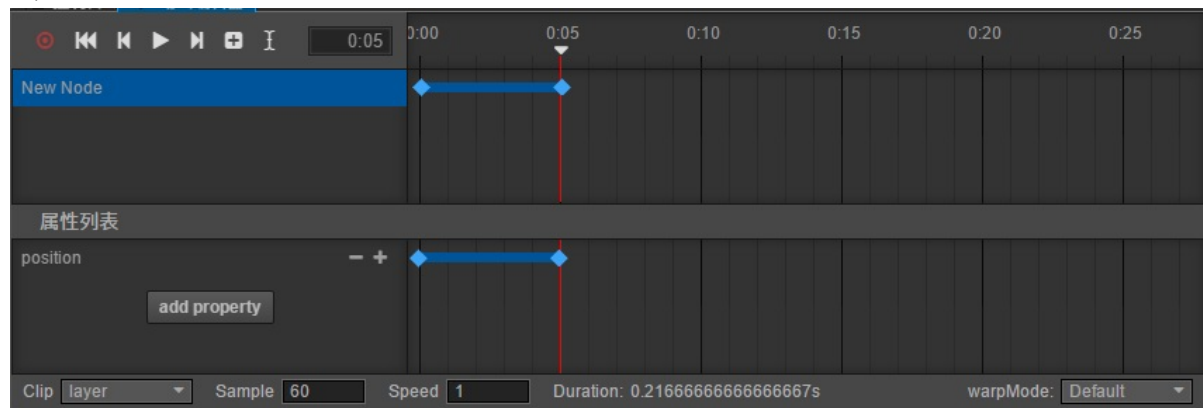 0:05 0:00 0:05 0:10 0:15 0:20 0:25
New Node
属性列表
position
add property
Clip layer Sample 60 Speed 1 Duration: 0.21666666666666667s warpMode: Default